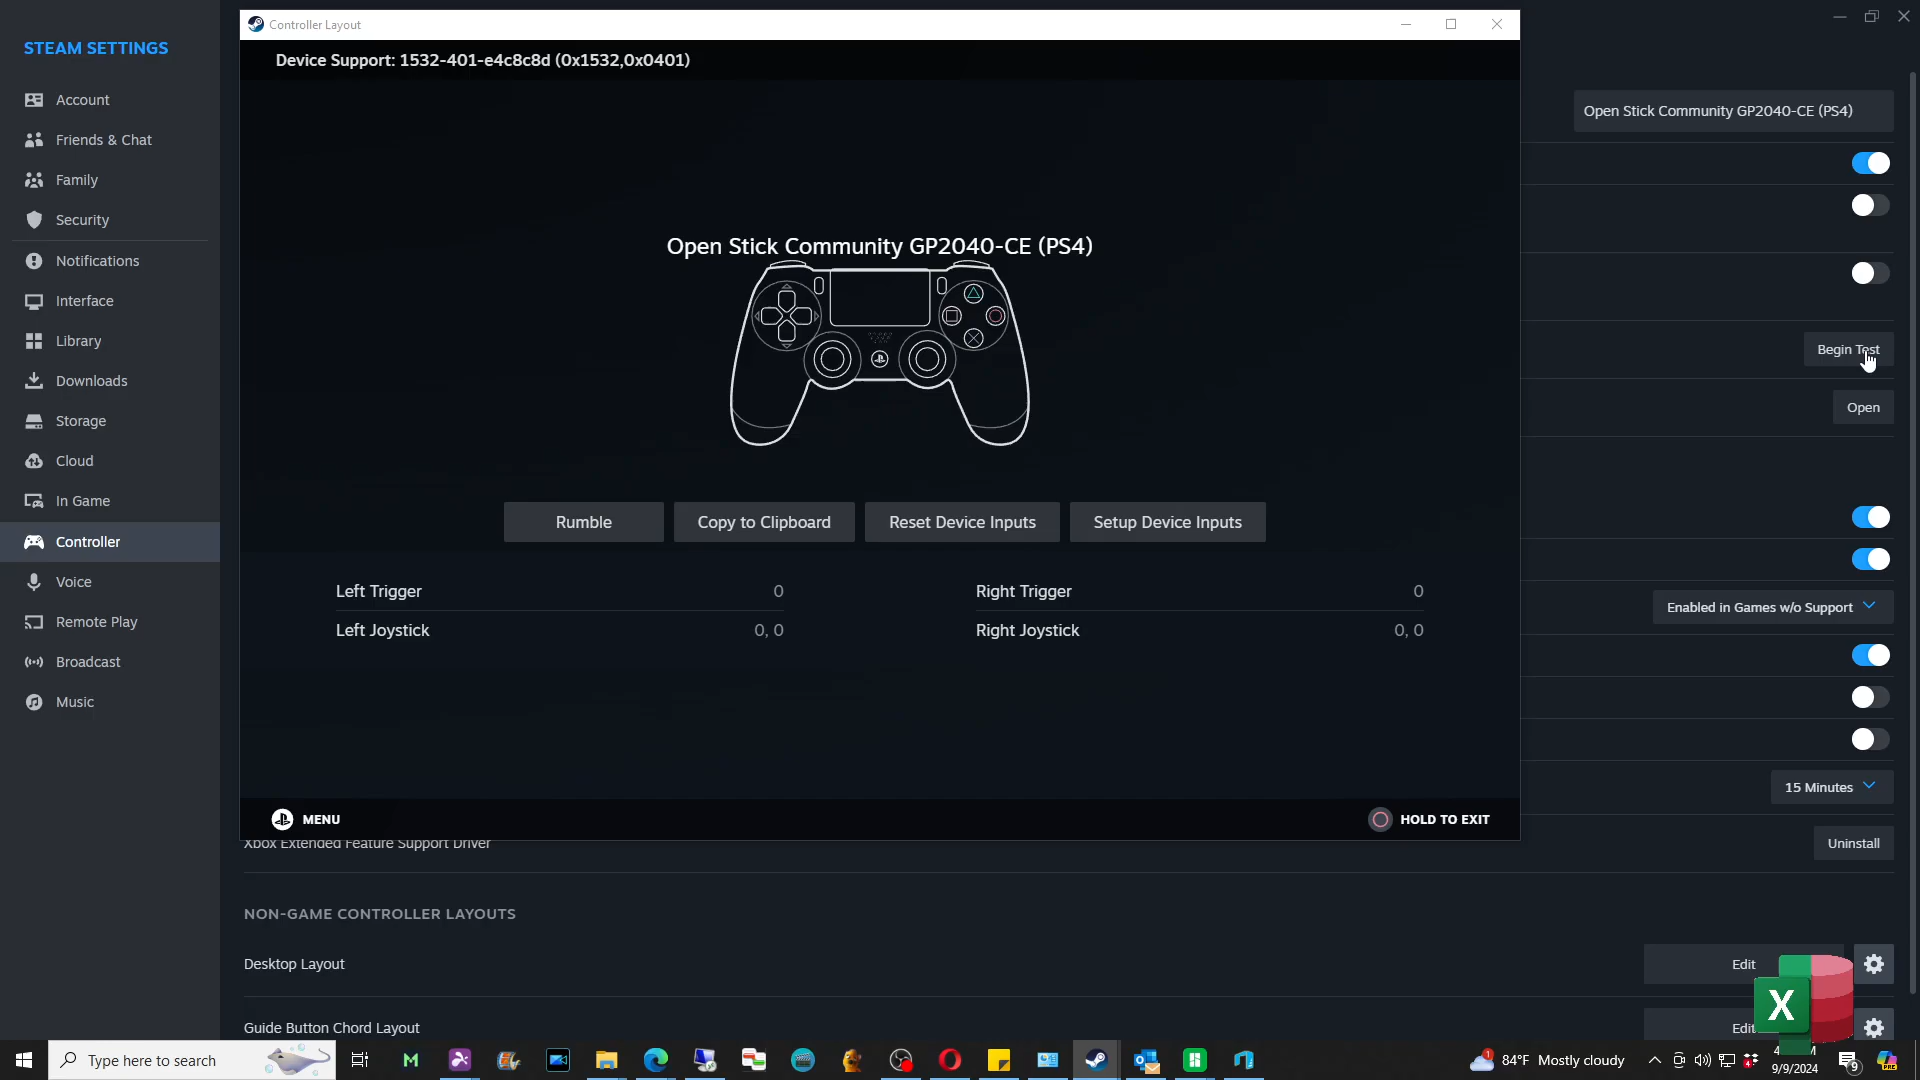 Controller Layout
STEAM SETTINGS
Device Support: 1532-401-e4c8c8d (0x1532,0x0401)
Account
Friends & Chat
Family
Security
Notifications
Interface
Library
Downloads
Storage
Cloud
In Game
Controller
Voice
Remote Play
Broadcast
Music
Open Stick Community GP2040-CE (PS4)
Rumble
Copy to Clipboard
Reset Device Inputs
Setup Device Inputs
Left Trigger 0
Right Trigger 0
Left Joystick 0, 0
Right Joystick 0, 0
MENU
HOLD TO EXIT
Open Stick Community GP2040-CE (PS4)
Begin Test
Open
Enabled in Games w/o Support
15 Minutes
Xbox Extended Feature Support Driver
Uninstall
NON-GAME CONTROLLER LAYOUTS
Desktop Layout
Edit
Guide Button Chord Layout
X
Type here to search
M
1
84°F Mostly cloudy
9/9/2024
9
PRE